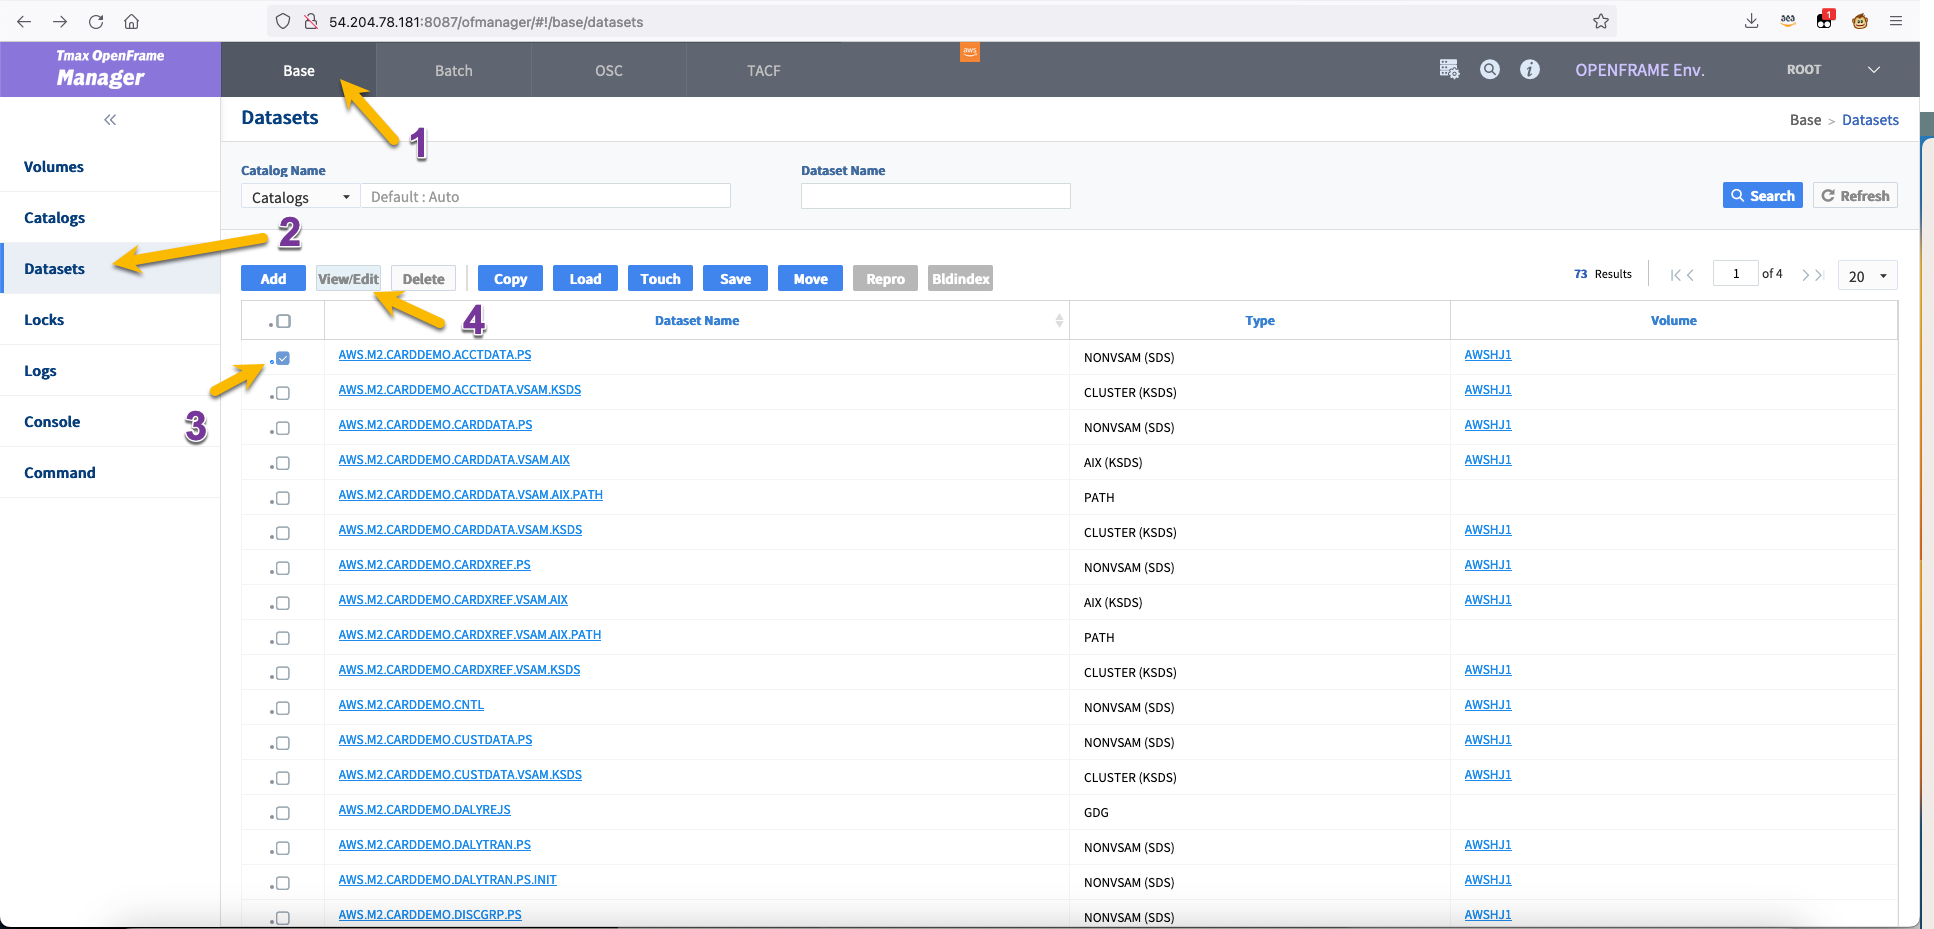 54.204.78.181:8087/ofmanager/#!/base/datasets
aea
1
Tmax OpenFrame
Manager
Base
Batch
OSC
TACF
aws
OPENFRAME Env.
ROOT
Datasets
Base > Datasets
1
Volumes
Catalogs
Datasets
Locks
Logs
Console
Command
Catalog Name
Dataset Name
Catalogs
Default : Auto
Search
Refresh
2
Add
View/Edit
Delete
Copy
Load
Touch
Save
Move
Repro
Bldindex
73 Results
1 of 4
20
4
Dataset Name Type Volume
AWS.M2.CARDDEMO.ACCTDATA.PS NONVSAM (SDS) AWSHJ1
3
AWS.M2.CARDDEMO.ACCTDATA.VSAM.KSDS CLUSTER (KSDS) AWSHJ1
AWS.M2.CARDDEMO.CARDDATA.PS NONVSAM (SDS) AWSHJ1
AWS.M2.CARDDEMO.CARDDATA.VSAM.AIX AIX (KSDS) AWSHJ1
AWS.M2.CARDDEMO.CARDDATA.VSAM.AIX.PATH PATH
AWS.M2.CARDDEMO.CARDDATA.VSAM.KSDS CLUSTER (KSDS) AWSHJ1
AWS.M2.CARDDEMO.CARDXREF.PS NONVSAM (SDS) AWSHJ1
AWS.M2.CARDDEMO.CARDXREF.VSAM.AIX AIX (KSDS) AWSHJ1
AWS.M2.CARDDEMO.CARDXREF.VSAM.AIX.PATH PATH
AWS.M2.CARDDEMO.CARDXREF.VSAM.KSDS CLUSTER (KSDS) AWSHJ1
AWS.M2.CARDDEMO.CNTL NONVSAM (SDS) AWSHJ1
AWS.M2.CARDDEMO.CUSTDATA.PS NONVSAM (SDS) AWSHJ1
AWS.M2.CARDDEMO.CUSTDATA.VSAM.KSDS CLUSTER (KSDS) AWSHJ1
AWS.M2.CARDDEMO.DALYREJS GDG
AWS.M2.CARDDEMO.DALYTRAN.PS NONVSAM (SDS) AWSHJ1
AWS.M2.CARDDEMO.DALYTRAN.PS.INIT NONVSAM (SDS) AWSHJ1
AWS.M2.CARDDEMO.DISCGRP.PS NONVSAM (SDS) AWSHJ1